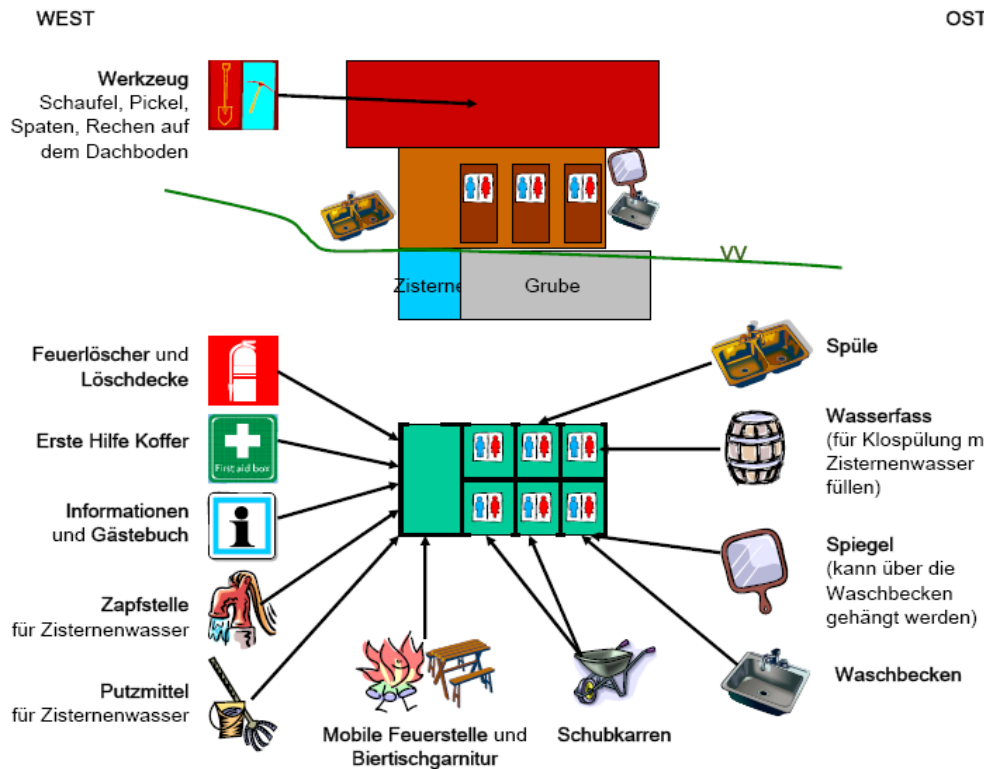 WEST
OST
Werkzeug
Schaufel, Pickel,
Spaten, Rechen auf
dem Dachboden
VV
Zisterne
Grube
Feuerlöscher und
Löschdecke
Erste Hilfe Koffer
First aid box
Informationen
und Gästebuch
i
Zapfstelle
für Zisternenwasser
Putzmittel
für Zisternenwasser
Mobile Feuerstelle und
Biertischgarnitur
Schubkarren
Spüle
Wasserfass
(für Klospülung m
Zisternenwasser
füllen)
Spiegel
(kann über die
Waschbecken
gehängt werden)
Waschbecken